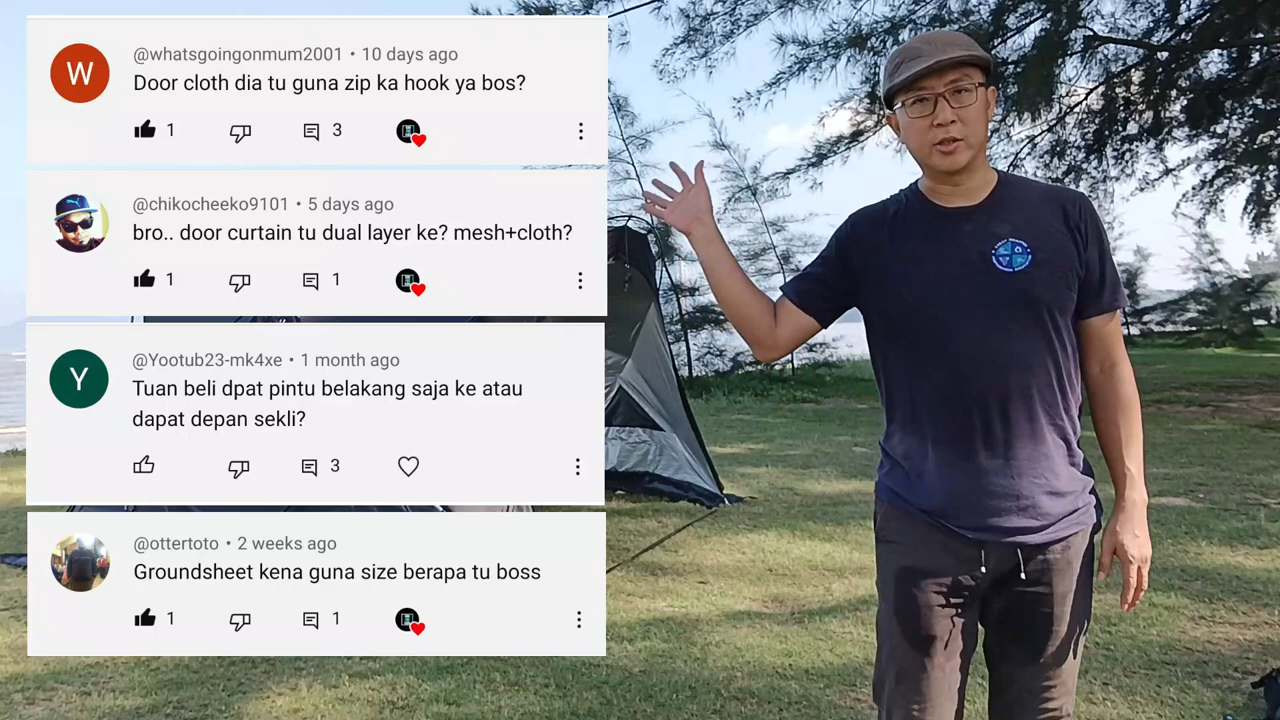 W
@whatsgoingonmum2001 • 10 days ago
Door cloth dia tu guna zip ka hook ya bos?
1
3
@chikocheeko9101 • 5 days ago
bro.. door curtain tu dual layer ke? mesh+cloth?
1
1
Y
@Yootub23-mk4xe • 1 month ago
Tuan beli dpat pintu belakang saja ke atau
dapat depan sekli?
3
@ottertoto • 2 weeks ago
Groundsheet kena guna size berapa tu boss
1
1